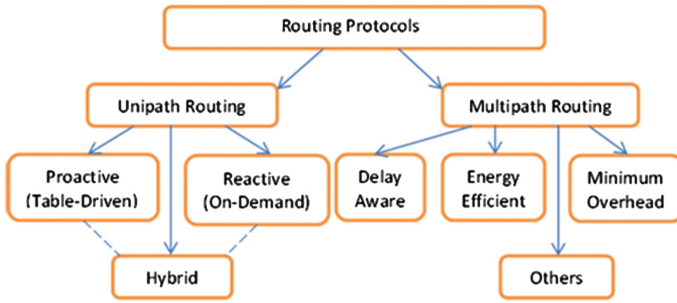 Routing Protocols
Unipath Routing
Multipath Routing
Proactive
(Table-Driven)
Reactive
(On-Demand)
Delay
Aware
Energy
Efficient
Minimum
Overhead
Hybrid
Others